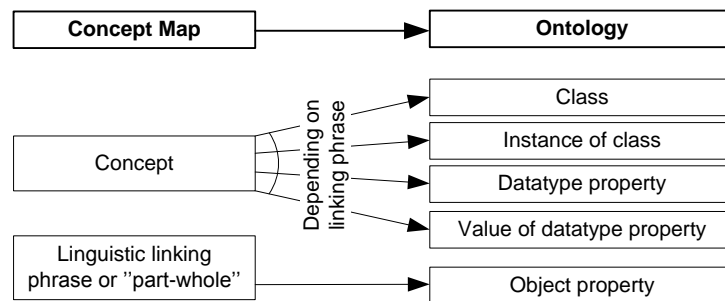 Concept Map
Ontology
Concept
Depending on
linking phrase
Class
Instance of class
Datatype property
Value of datatype property
Linguistic linking
phrase or ''part-whole''
Object property